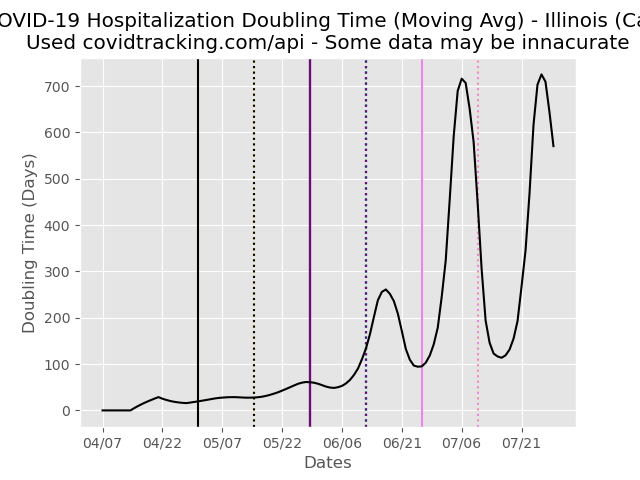 OVID-19 Hospitalization Doubling Time (Moving Avg) - Illinois (Ca
Used covidtracking.com/api - Some data may be innacurate
700
600
500
400
300
200
100
0
Doubling Time (Days)
04/07 04/22 05/07 05/22 06/06 06/21 07/06 07/21
Dates